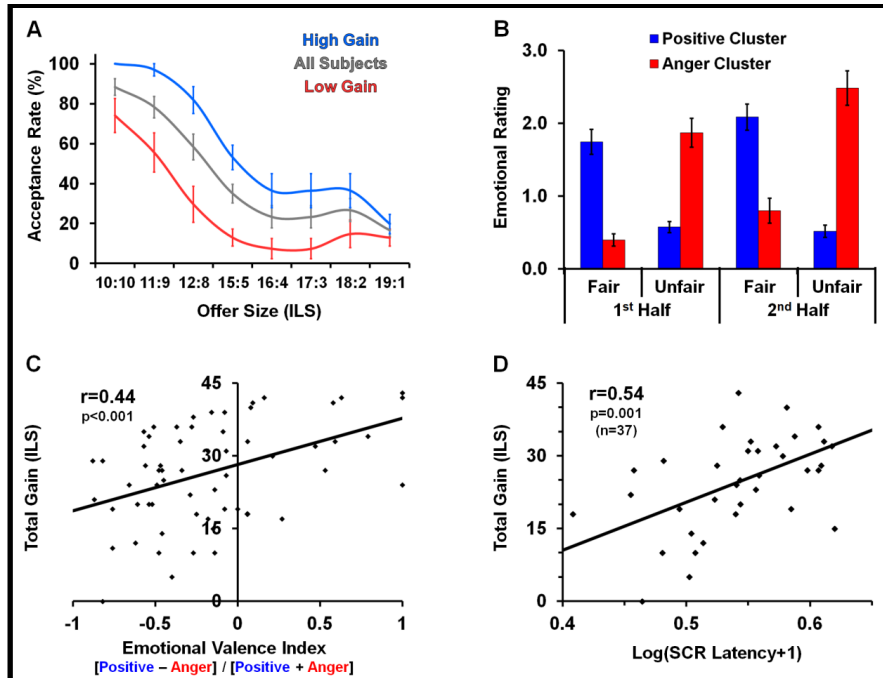 A
High Gain
All Subjects
Low Gain
Acceptance Rate (%)
100
80
60
40
20
0
10:10 11:9 12:8 15:5 16:4 17:3 18:2 19:1
Offer Size (ILS)
B
Positive Cluster
Anger Cluster
Emotional Rating
3.0
2.0
1.0
0.0
Fair Unfair Fair Unfair
1st Half 2nd Half
C
r=0.44
p<0.001
Total Gain (ILS)
45
30
15
0
-1 -0.5 0 0.5 1
Emotional Valence Index
[Positive – Anger] / [Positive + Anger]
D
r=0.54
p=0.001
(n=37)
Total Gain (ILS)
45
30
15
0
0.4 0.5 0.6
Log(SCR Latency+1)